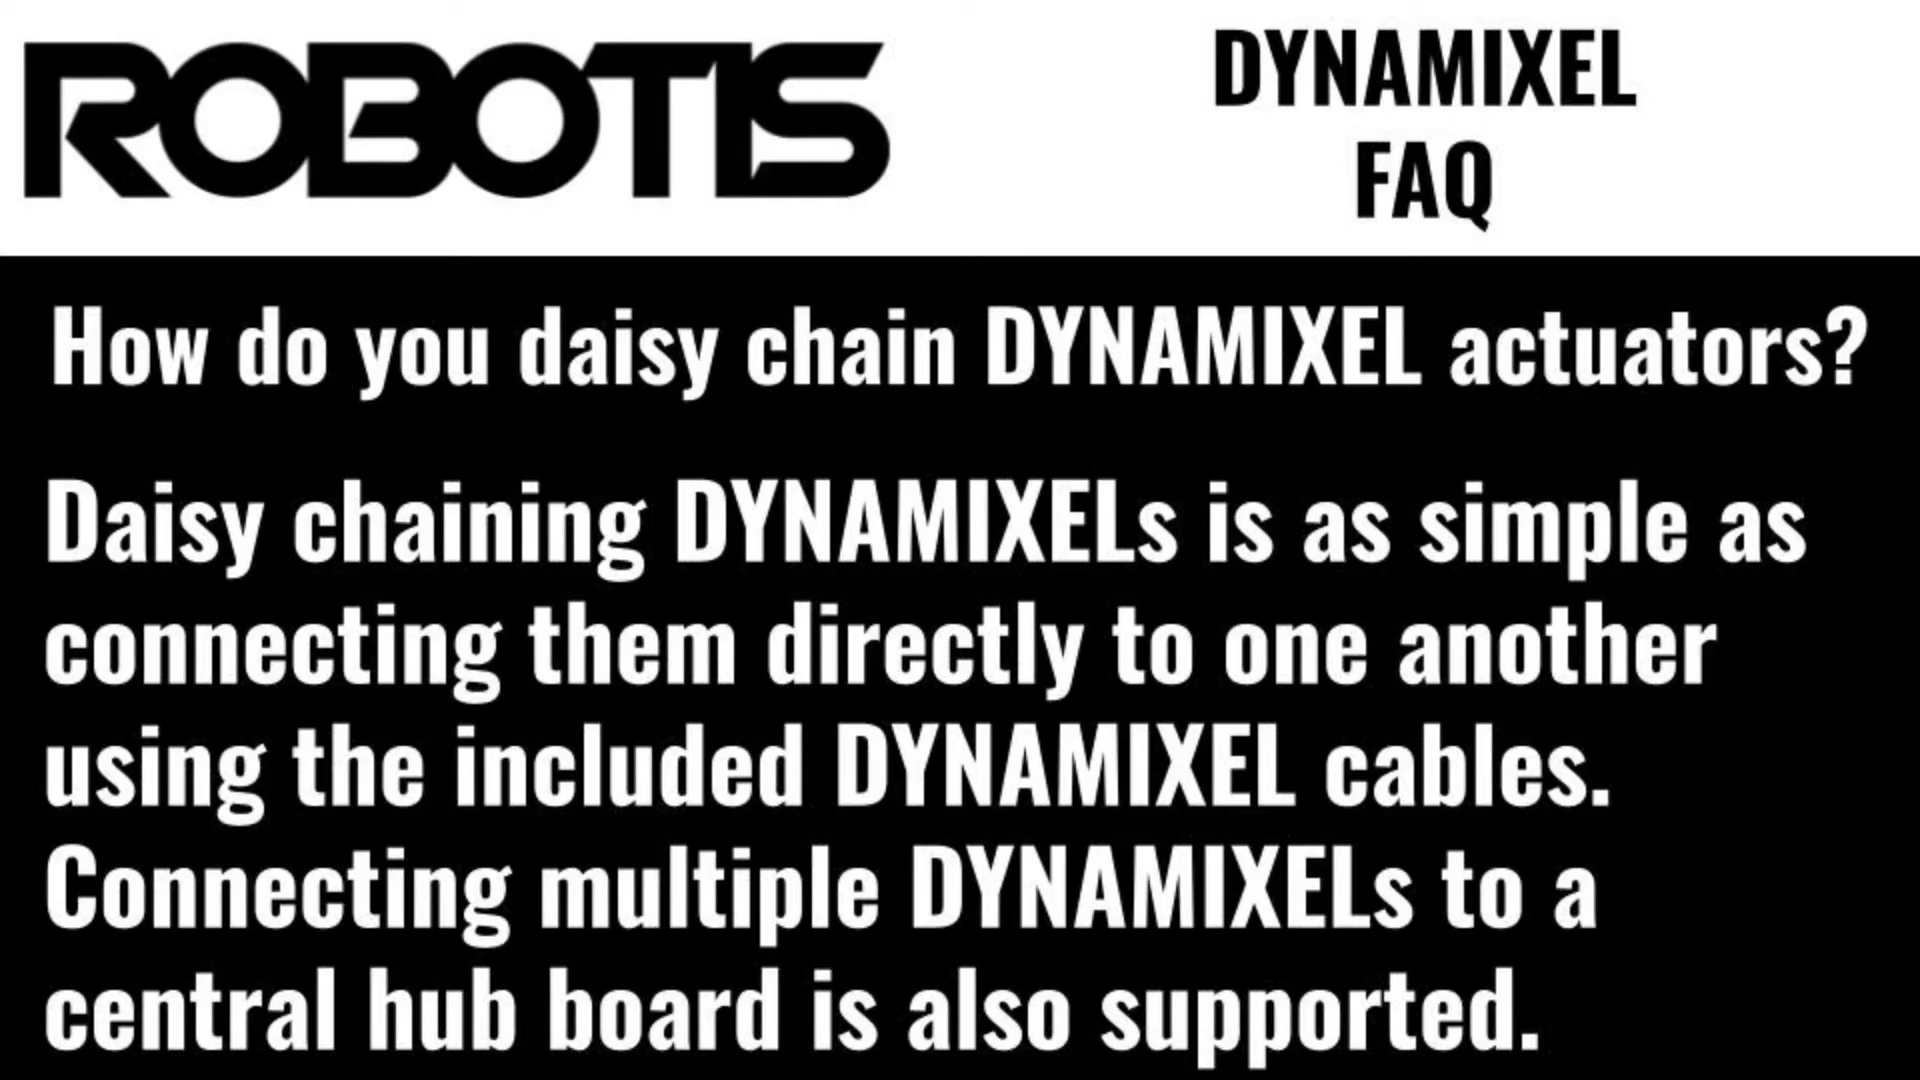 ROBOTIS
DYNAMIXEL
FAQ
How do you daisy chain DYNAMIXEL actuators?
Daisy chaining DYNAMIXELs is as simple as
connecting them directly to one another
using the included DYNAMIXEL cables.
Connecting multiple DYNAMIXELs to a
central hub board is also supported.